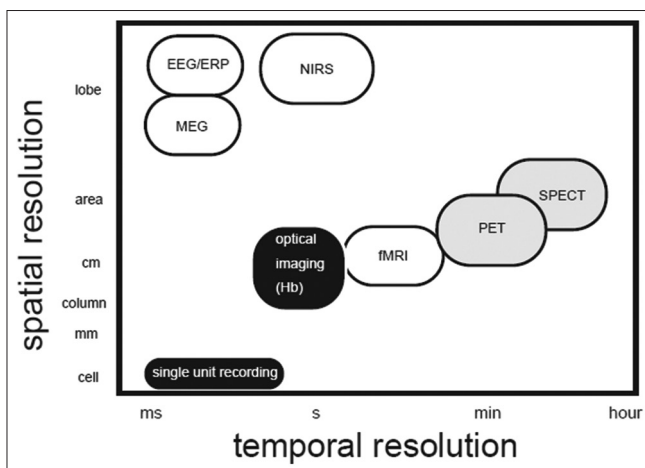 EEG/ERP
NIRS
lobe
MEG
spatial resolution
area
SPECT
PET
optical
imaging
(Hb)
fMRI
cm
column
mm
cell
single unit recording
ms
s
min
hour
temporal resolution